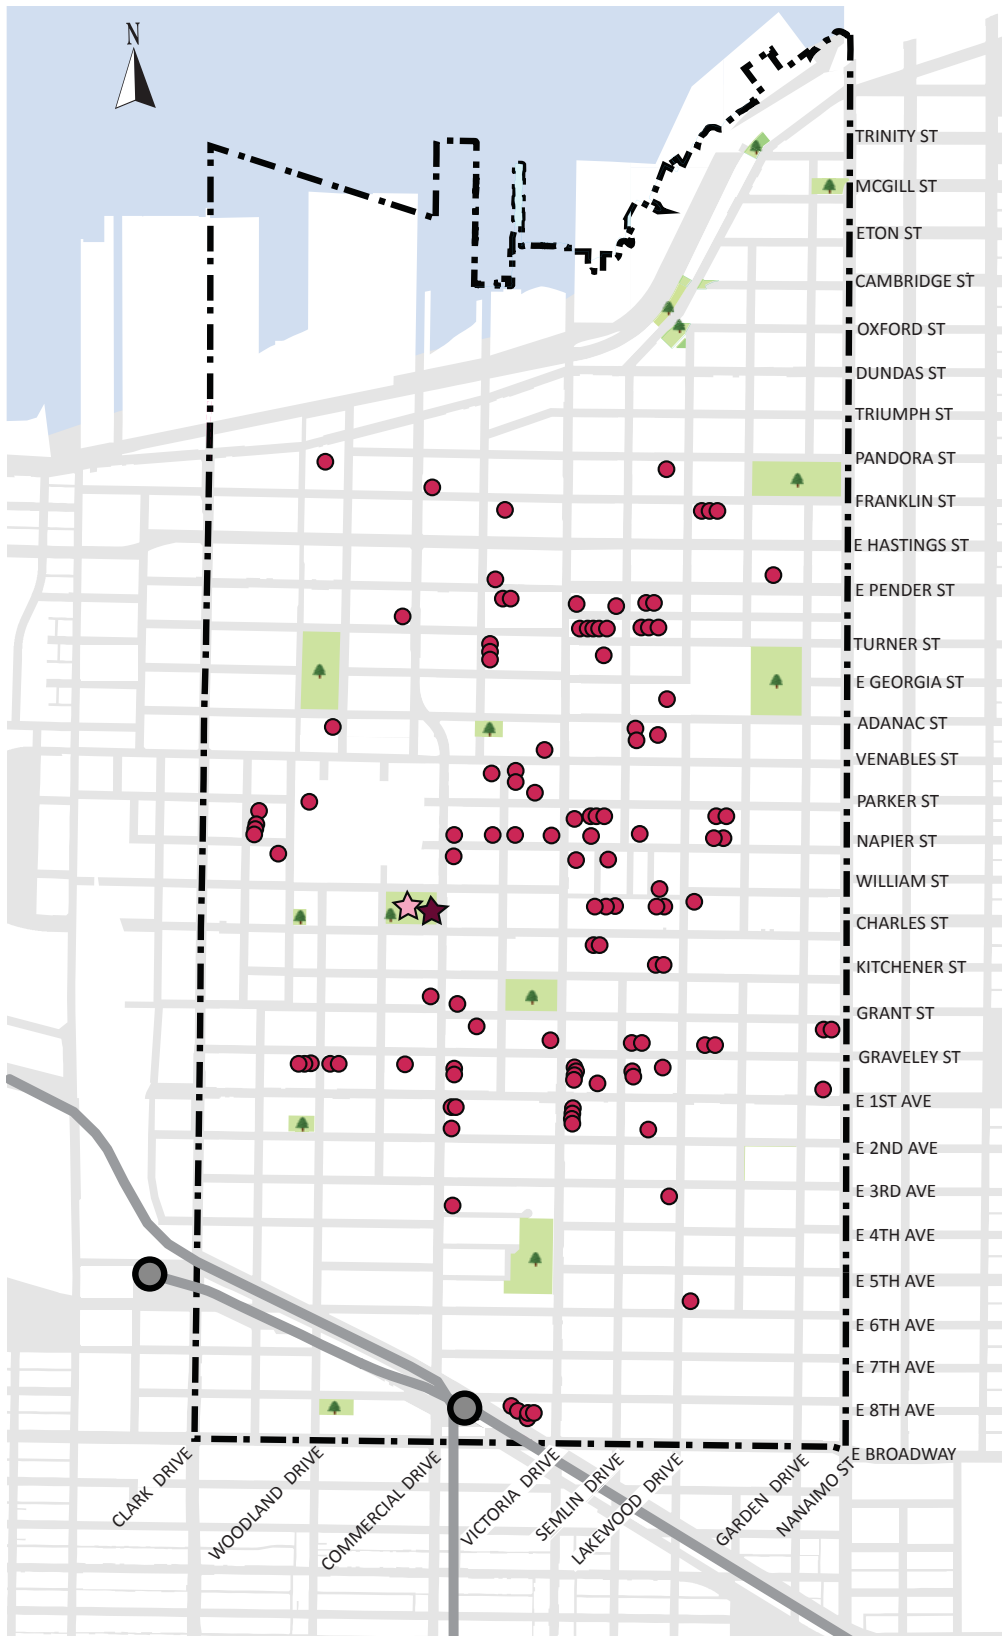 N
TRINITY ST
MCGILL ST
ETON ST
CAMBRIDGE ST
OXFORD ST
DUNDAS ST
TRIUMPH ST
PANDORA ST
FRANKLIN ST
E HASTINGS ST
E PENDER ST
TURNER ST
E GEORGIA ST
ADANAC ST
VENABLES ST
PARKER ST
NAPIER ST
WILLIAM ST
CHARLES ST
KITCHENER ST
GRANT ST
GRAVELEY ST
E 1ST AVE
E 2ND AVE
E 3RD AVE
E 4TH AVE
E 5TH AVE
E 6TH AVE
E 7TH AVE
E 8TH AVE
E BROADWAY
CLARK DRIVE
WOODLAND DRIVE
COMMERCIAL DRIVE
VICTORIA DRIVE
SEMLIN DRIVE
LAKEWOOD DRIVE
GARDEN DRIVE
NANAIMO ST